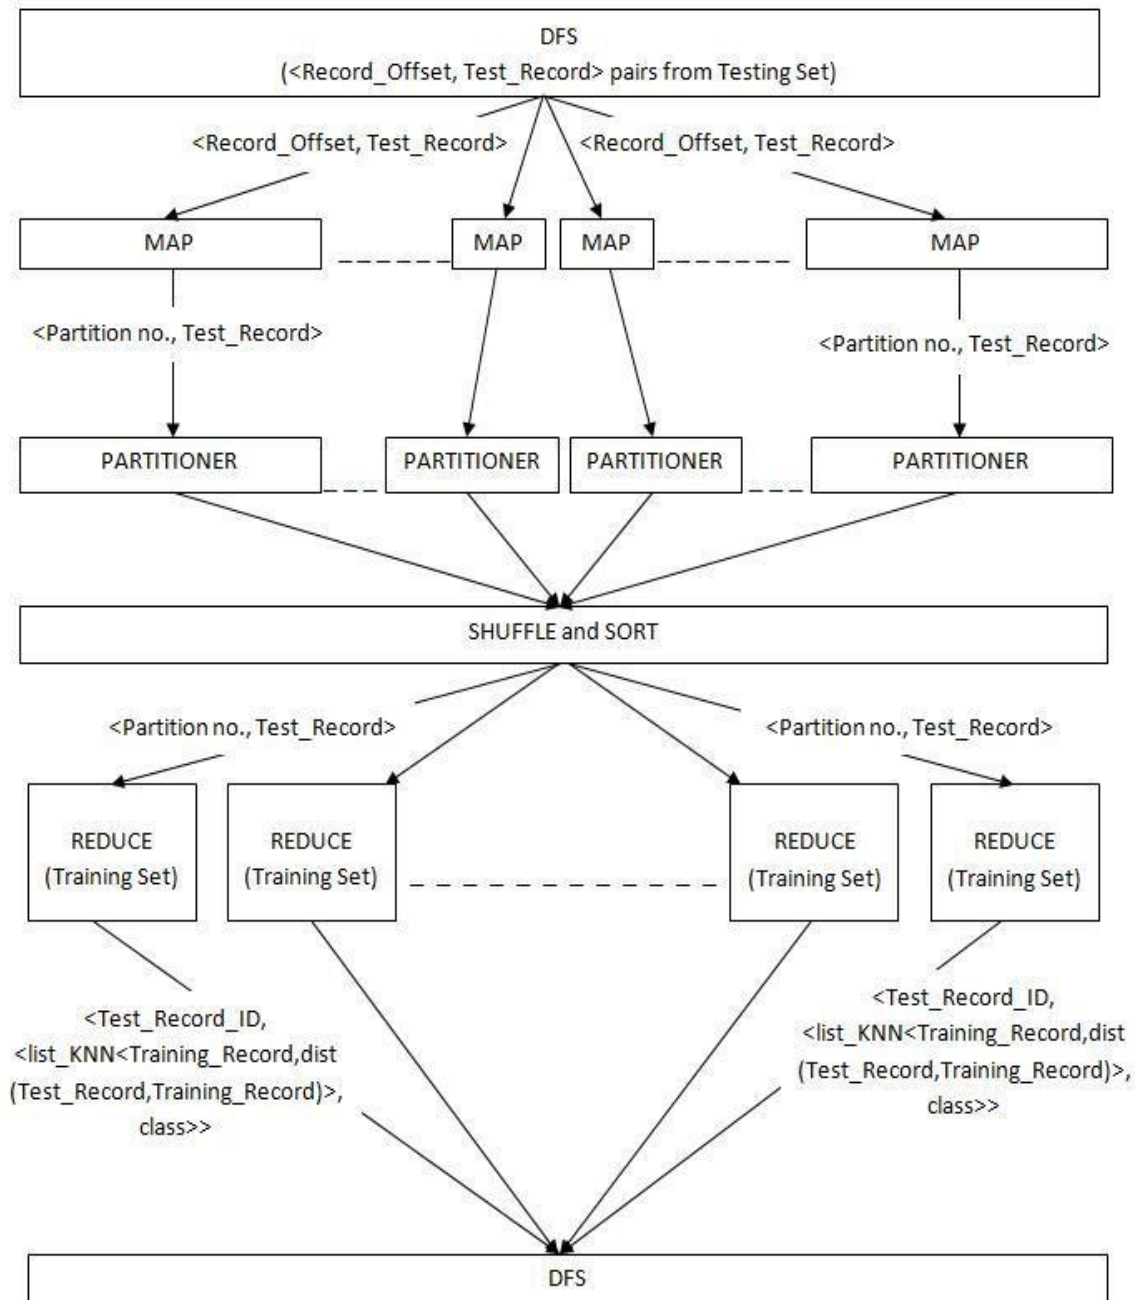 DFS
(<Record_Offset, Test_Record> pairs from Testing Set)
<Record_Offset, Test_Record>
<Record_Offset, Test_Record>
MAP
MAP
MAP
MAP
<Partition no., Test_Record>
<Partition no., Test_Record>
PARTITIONER
PARTITIONER
PARTITIONER
PARTITIONER
SHUFFLE and SORT
<Partition no., Test_Record>
<Partition no., Test_Record>
REDUCE
(Training Set)
REDUCE
(Training Set)
REDUCE
(Training Set)
REDUCE
(Training Set)
<Test_Record_ID,
<list_KNN<Training_Record,dist
(Test_Record,Training_Record)>,
class>>
<Test_Record_ID,
<list_KNN<Training_Record,dist
(Test_Record,Training_Record)>,
class>>
DFS